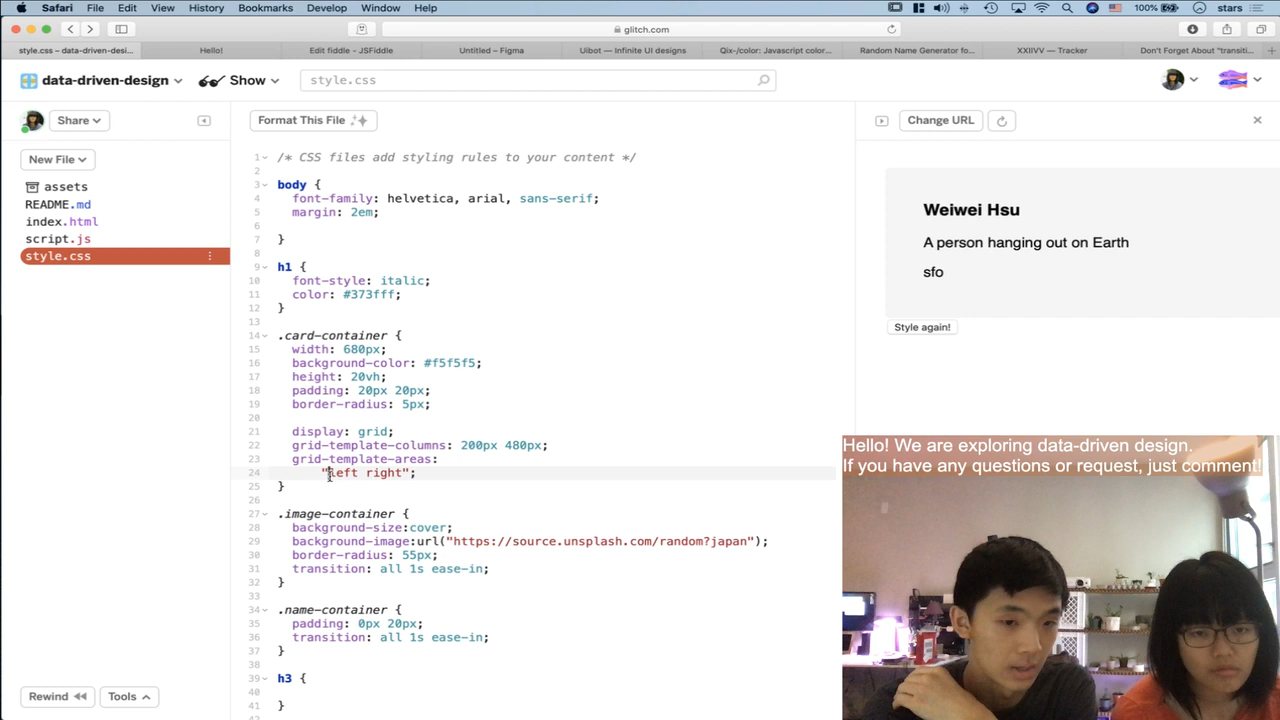 Safari File Edit View History Bookmarks Develop Window Help 100% stars
glitch.com
style.css – data-driven-desi... Hello! Edit fiddle - JSFiddle Untitled – Figma Uibot — Infinite UI designs Qix-/color: Javascript color... Random Name Generator fo... XXIIVV — Tracker Don't Forget About "transiti...
data-driven-design Show style.css
Share Format This File Change URL
New File
assets
README.md
index.html
script.js
style.css
1 /* CSS files add styling rules to your content */
2
3 body {
4 font-family: helvetica, arial, sans-serif;
5 margin: 2em;
6
7 }
8
9 h1 {
10 font-style: italic;
11 color: #373fff;
12 }
13
14 .card-container {
15 width: 680px;
16 background-color: #f5f5f5;
17 height: 20vh;
18 padding: 20px 20px;
19 border-radius: 5px;
20
21 display: grid;
22 grid-template-columns: 200px 480px;
23 grid-template-areas:
24 "left right";
25 }
26
27 .image-container {
28 background-size:cover;
29 background-image:url("https://source.unsplash.com/random?japan");
30 border-radius: 55px;
31 transition: all 1s ease-in;
32 }
33
34 .name-container {
35 padding: 0px 20px;
36 transition: all 1s ease-in;
37 }
38
39 h3 {
40
41 }
42
Rewind Tools
Weiwei Hsu
A person hanging out on Earth
sfo
Style again!
Hello! We are exploring data-driven design.
If you have any questions or request, just comment!